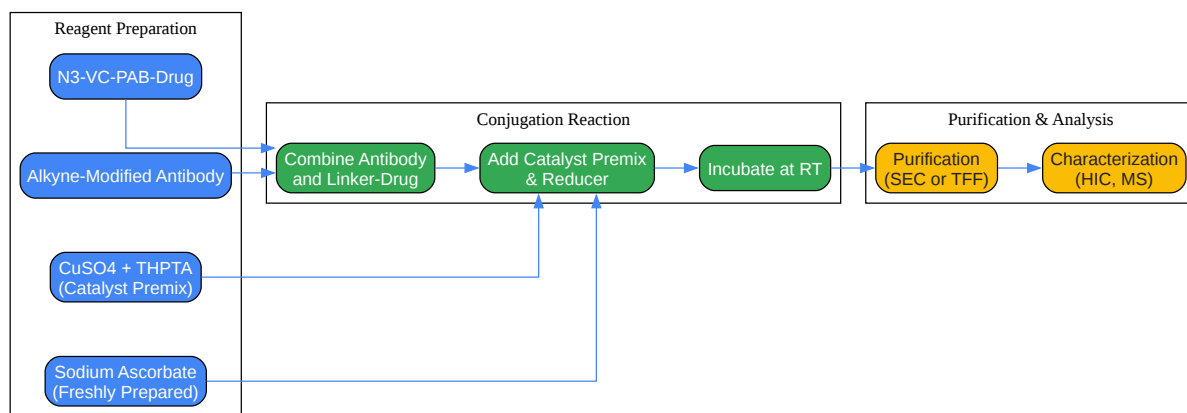 Reagent Preparation
N3-VC-PAB-Drug
Alkyne-Modified Antibody
CuSO4 + THPTA
(Catalyst Premix)
Sodium Ascorbate
(Freshly Prepared)
Conjugation Reaction
Combine Antibody
and Linker-Drug
Add Catalyst Premix
& Reducer
Incubate at RT
Purification & Analysis
Purification
(SEC or TFF)
Characterization
(HIC, MS)